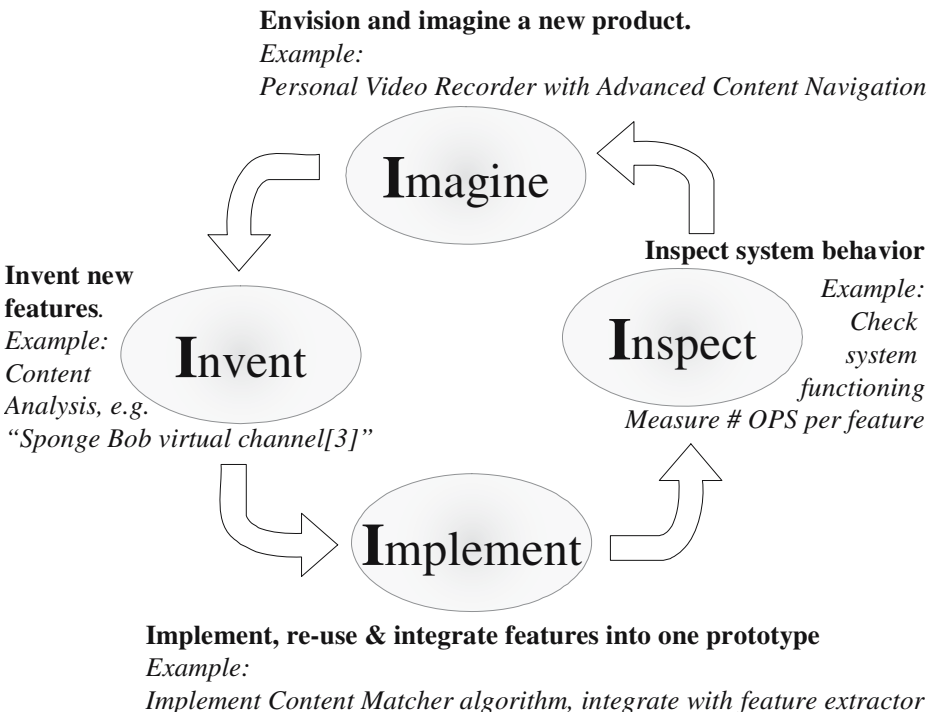 Envision and imagine a new product.
Example:
Personal Video Recorder with Advanced Content Navigation
Imagine
Invent new
features.
Example:
Content
Analysis, e.g.
“Sponge Bob virtual channel[3]”
Invent
Inspect system behavior
Example:
Check
system
functioning
Measure # OPS per feature
Inspect
Implement
Implement, re-use & integrate features into one prototype
Example:
Implement Content Matcher algorithm, integrate with feature extractor